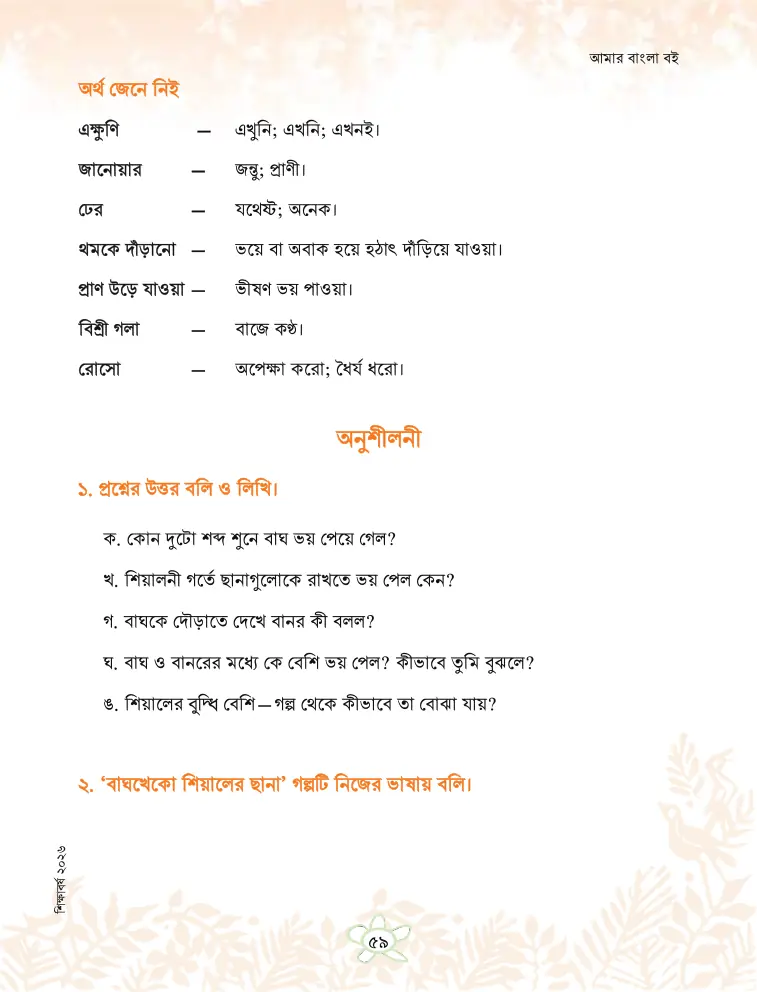 আমার বাংলা বই
অর্থ জেনে নিই
এক্ষুণি — এখুনি; এখনি; এখনই।
জানোয়ার — জন্তু; প্রাণী।
ঢের — যথেষ্ট; অনেক।
থমকে দাঁড়ানো — ভয়ে বা অবাক হয়ে হঠাৎ দাঁড়িয়ে যাওয়া।
প্রাণ উড়ে যাওয়া — ভীষণ ভয় পাওয়া।
বিশ্রী গলা — বাজে কণ্ঠ।
রোসো — অপেক্ষা করো; ধৈর্য ধরো।
অনুশীলনী
১. প্রশ্নের উত্তর বলি ও লিখি।
ক. কোন দুটো শব্দ শুনে বাঘ ভয় পেয়ে গেল?
খ. শিয়ালনী গর্তে ছানাগুলোকে রাখতে ভয় পেল কেন?
গ. বাঘকে দৌড়াতে দেখে বানর কী বলল?
ঘ. বাঘ ও বানরের মধ্যে কে বেশি ভয় পেল? কীভাবে তুমি বুঝলে?
ঙ. শিয়ালের বুদ্ধি বেশি—গল্প থেকে কীভাবে তা বোঝা যায়?
২. ‘বাঘখেকো শিয়ালের ছানা’ গল্পটি নিজের ভাষায় বলি।
শিক্ষাবর্ষ ২০২৬
৫৯